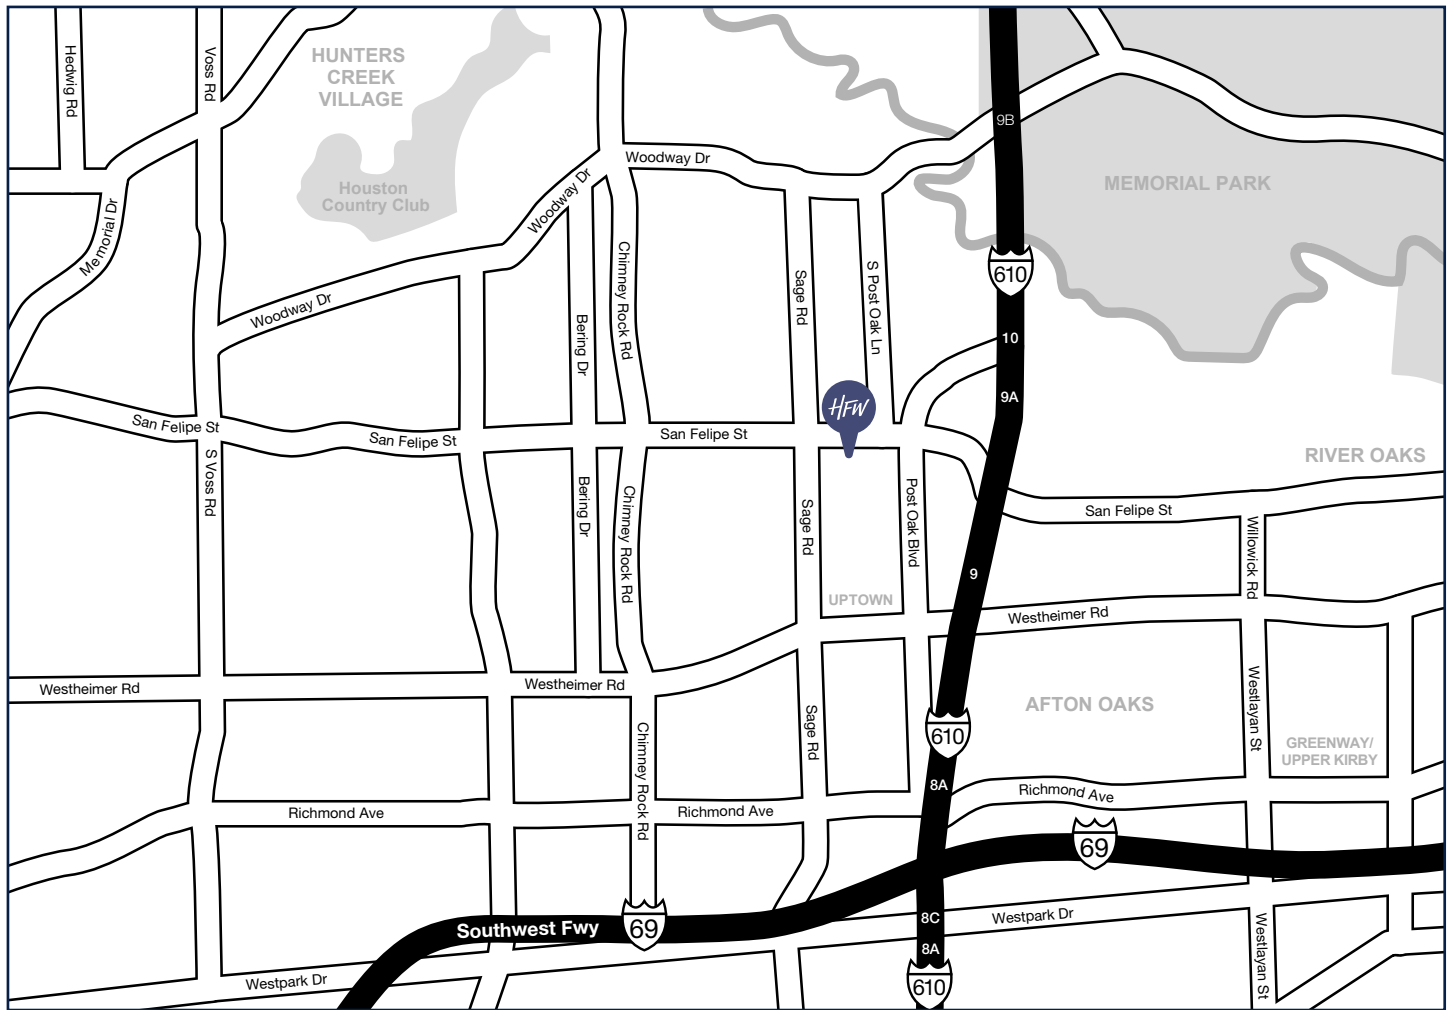 Hedwig Rd
Voss Rd
HUNTERS
CREEK
VILLAGE
9B
Woodway Dr
MEMORIAL PARK
Houston
Country Club
Woodway Dr
Memorial Dr
610
Chimney Rock Rd
Sage Rd
S Post Oak Ln
Woodway Dr
Bering Dr
10
9A
HFW
San Felipe St
San Felipe St
San Felipe St
RIVER OAKS
S Voss Rd
Bering Dr
Chimney Rock Rd
Sage Rd
Post Oak Blvd
San Felipe St
Willowick Rd
9
UPTOWN
Westheimer Rd
Westheimer Rd
Westheimer Rd
AFTON OAKS
Westlayan St
Sage Rd
610
GREENWAY/
UPPER KIRBY
Chimney Rock Rd
8A
Richmond Ave
Richmond Ave
Richmond Ave
69
Southwest Fwy
69
8C
Westpark Dr
8A
Westlayan St
Westpark Dr
610